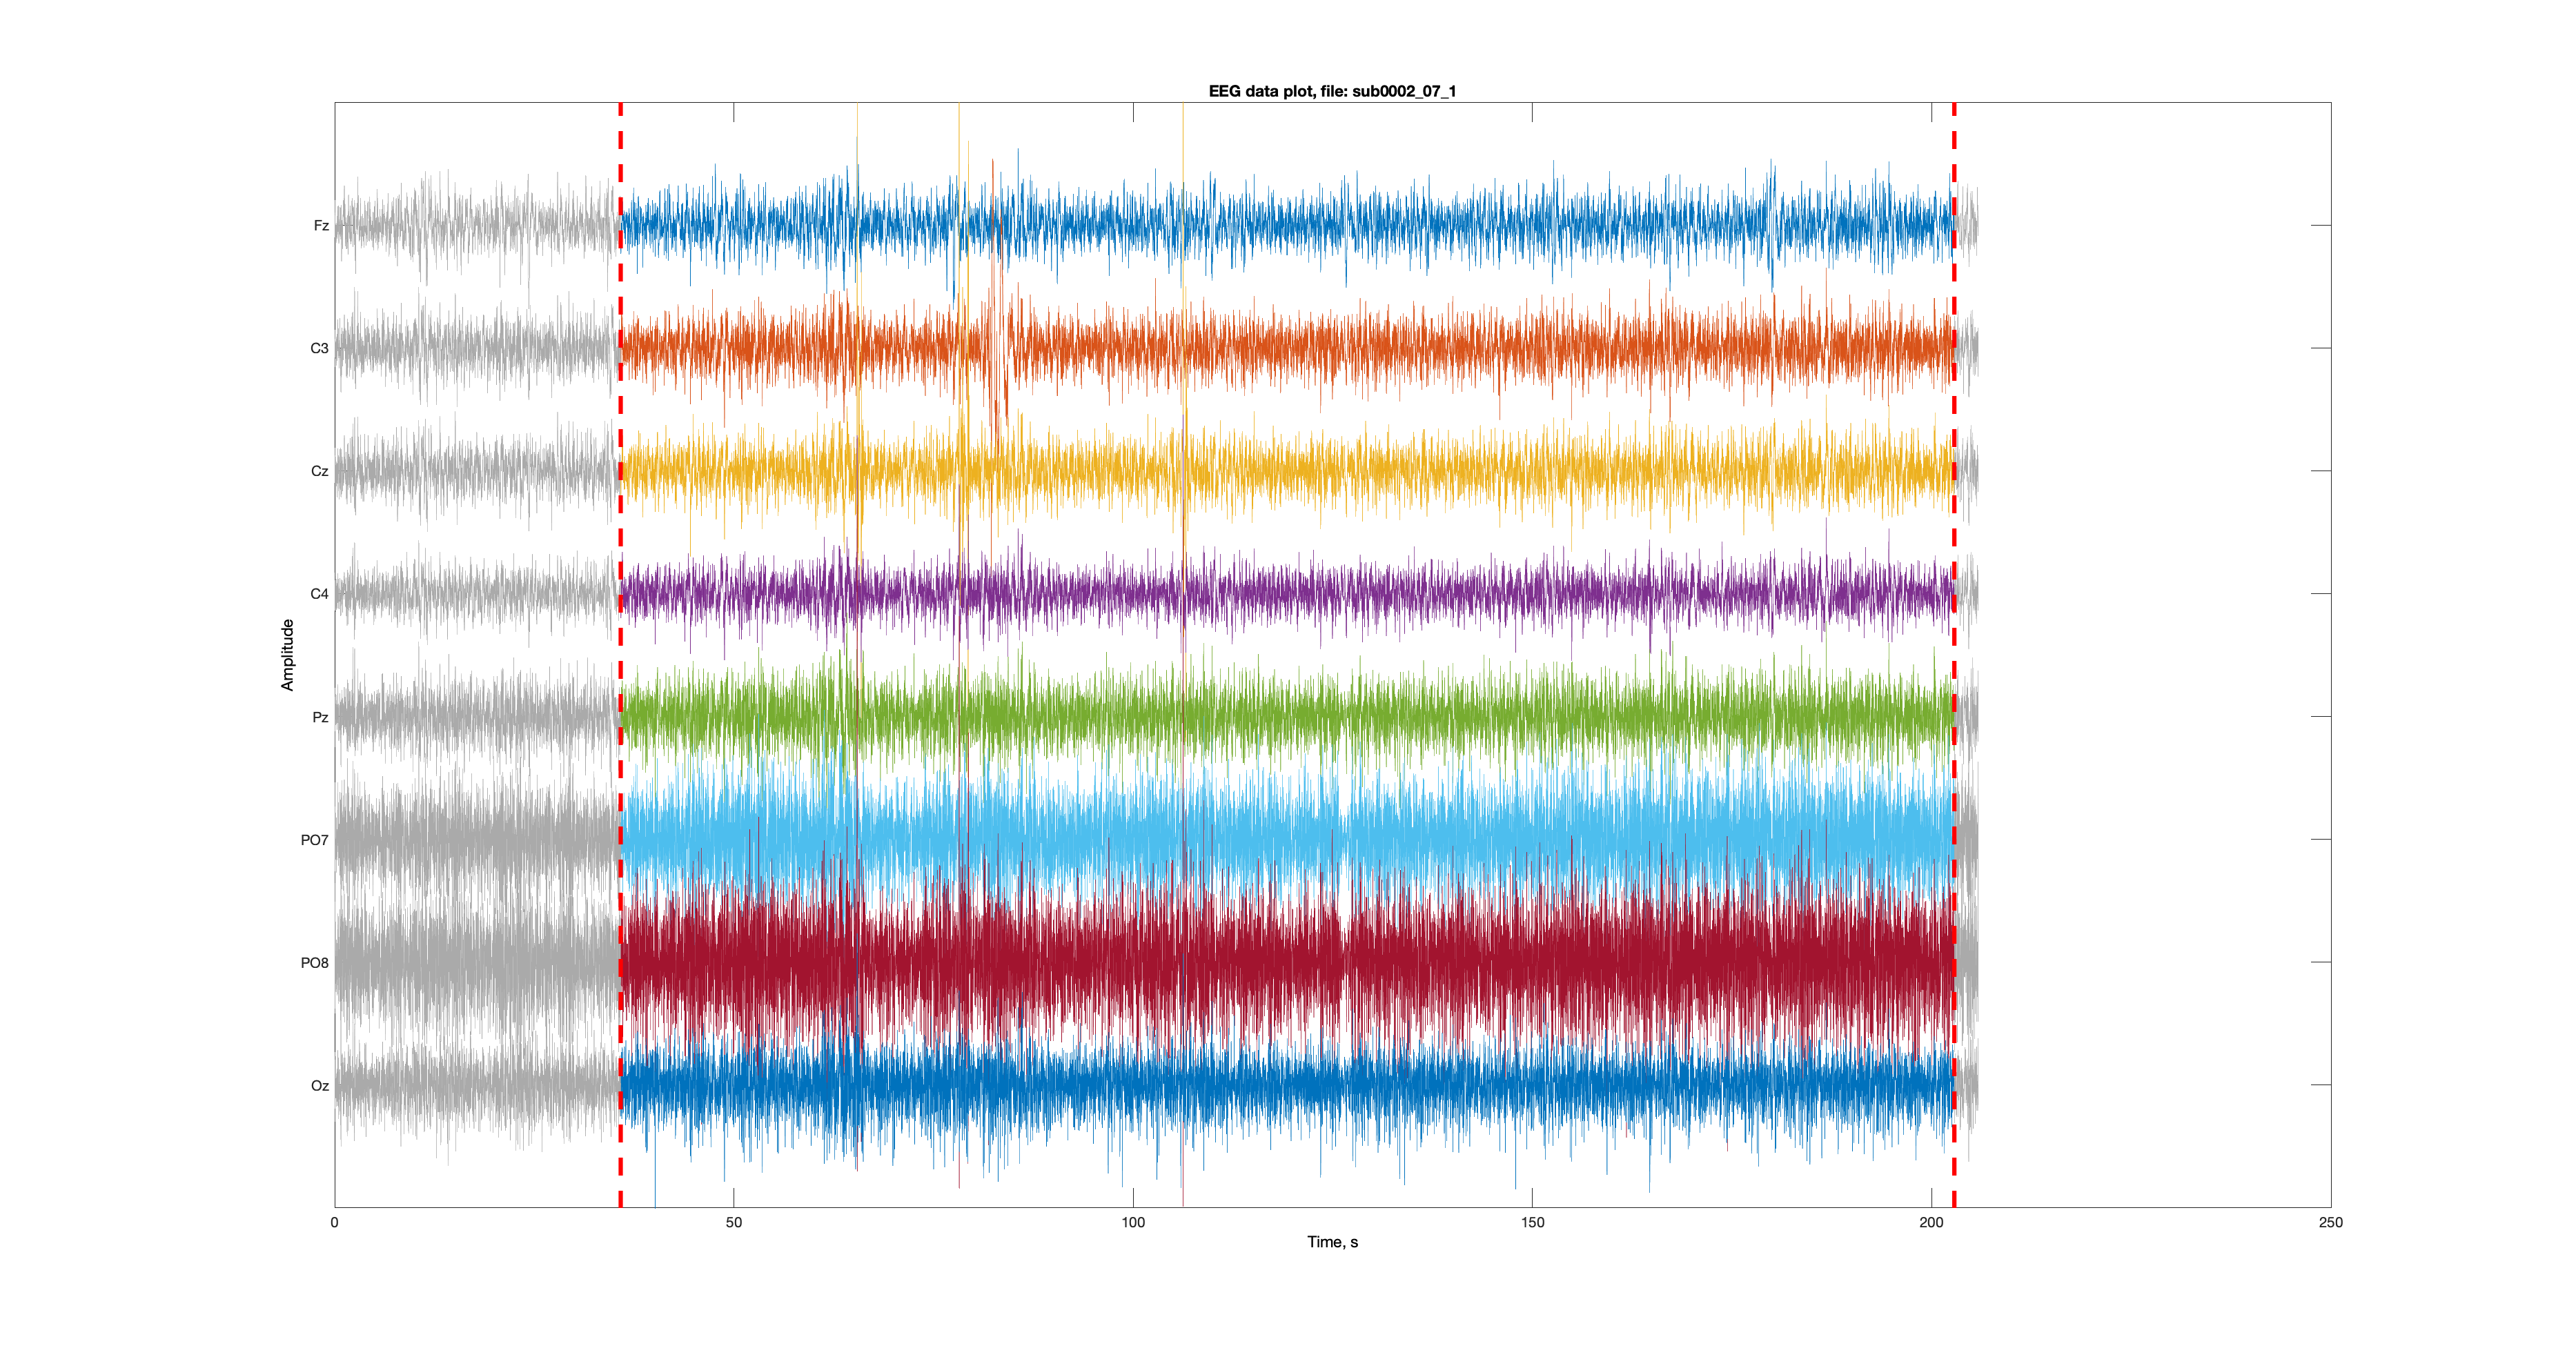 EEG data plot, file: sub0002_07_1
Fz
C3
Cz
C4
Pz
PO7
PO8
Oz
Amplitude
0 50 100 150 200 250
Time, s